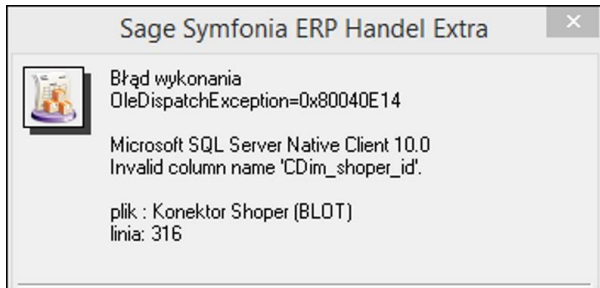 Sage Symfonia ERP Handel Extra
Błąd wykonania
OleDispatchException=0x80040E14
Microsoft SQL Server Native Client 10.0
Invalid column name 'CDim_shoper_id'.
plik : Konektor Shoper (BLOT)
linia: 316